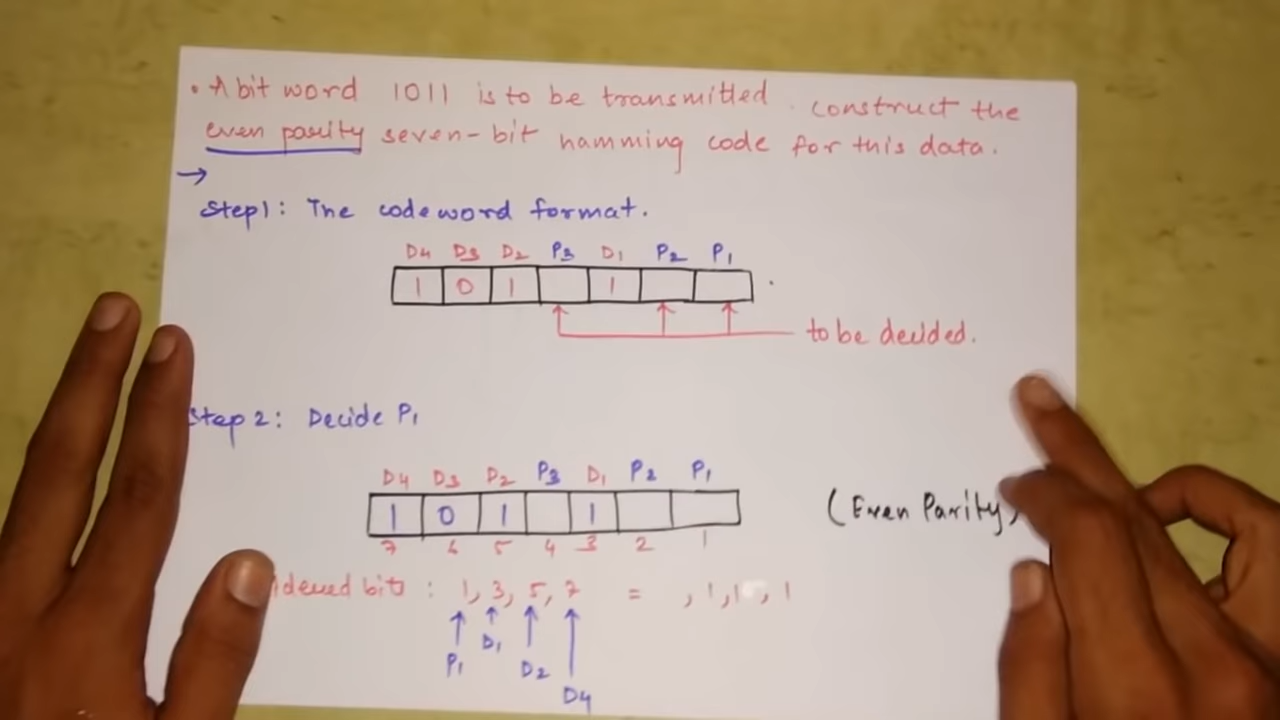 • A bit word 1011 is to be transmitted. construct the
even parity seven-bit hamming code for this data.
→
Step1: The codeword format.
D4 D3 D2 P3 D1 P2 P1
1 0 1 1
to be decided.
Step 2: Decide P1
D4 D3 D2 P3 D1 P2 P1
1 0 1 1
(Even Parity)
7 6 5 4 3 2 1
bit : 1, 3, 5, 7 = , 1, 1, 1
P1 D1 D2 D4